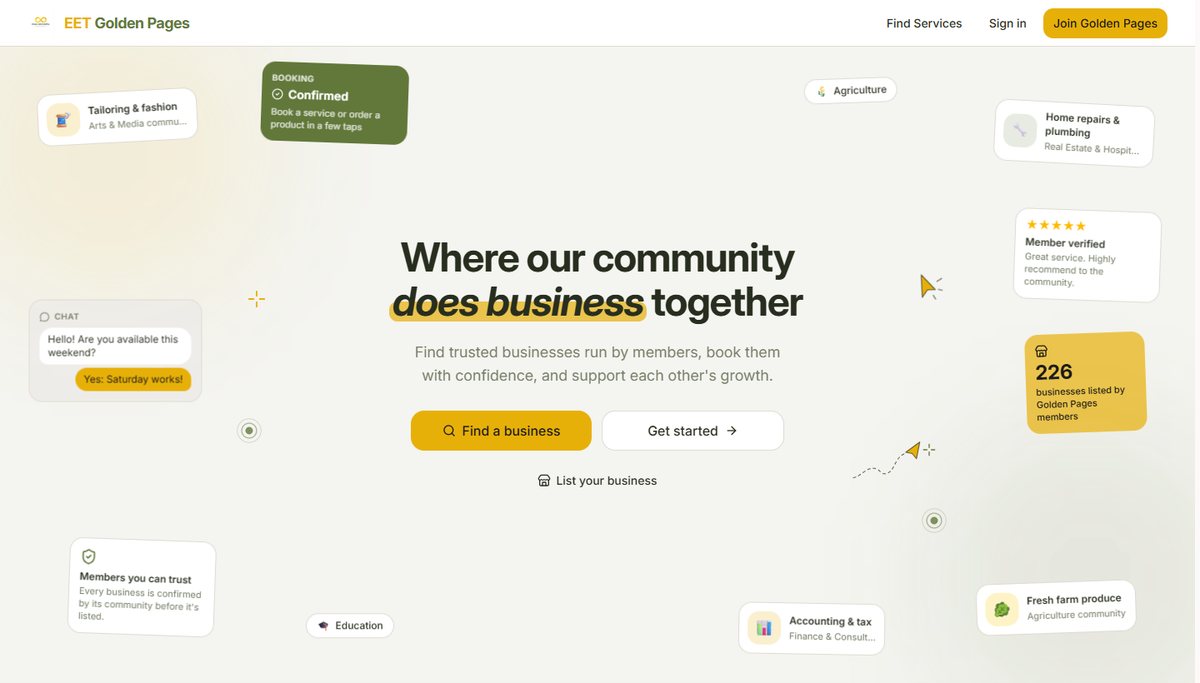 EET Golden Pages
Find Services
Sign in
Join Golden Pages
Tailoring & fashion
Arts & Media commu...
BOOKING
Confirmed
Book a service or order a
product in a few taps
Agriculture
Home repairs &
plumbing
Real Estate & Hospit...
Member verified
Great service. Highly
recommend to the
community.
Where our community
does business together
Find trusted businesses run by members, book them
with confidence, and support each other's growth.
Find a business
Get started
List your business
CHAT
Hello! Are you available this
weekend?
Yes: Saturday works!
226
businesses listed by
Golden Pages
members
Members you can trust
Every business is confirmed
by its community before it's
listed.
Education
Accounting & tax
Finance & Consult...
Fresh farm produce
Agriculture community